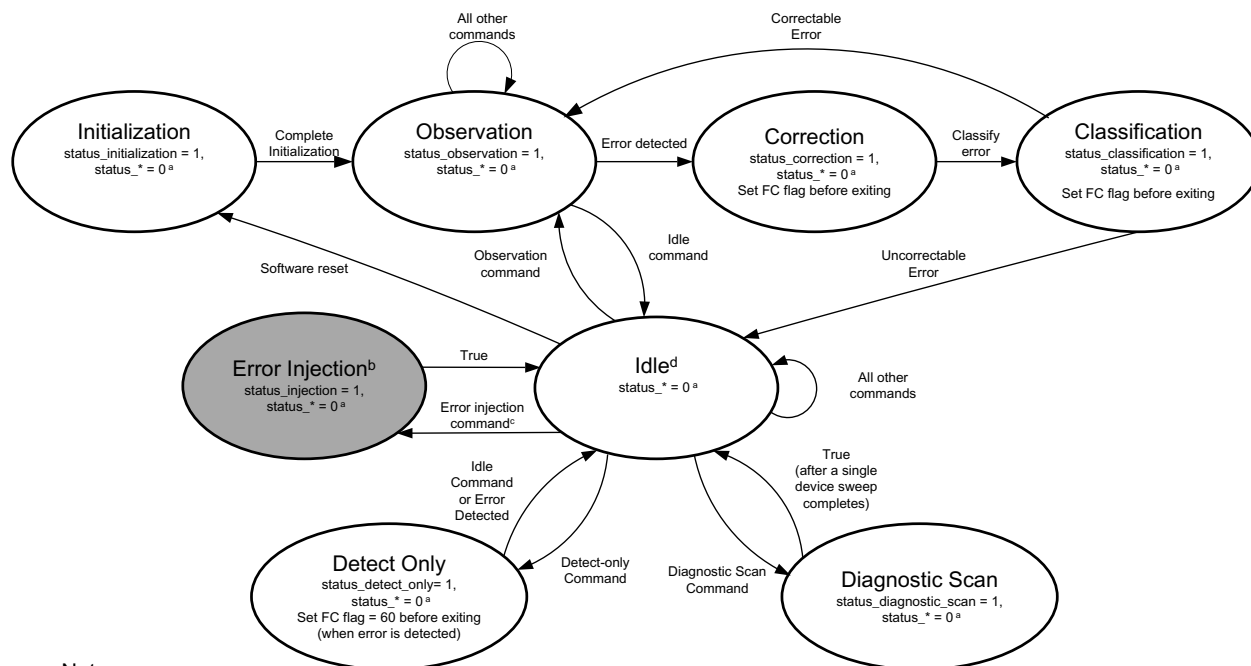 All other
commands
Correctable
Error
Initialization
status_initialization = 1,
status_* = 0 a
Complete
Initialization
Observation
status_observation = 1,
status_* = 0 a
Error detected
Correction
status_correction = 1,
status_* = 0 a
Set FC flag before exiting
Classify
error
Classification
status_classification = 1,
status_* = 0 a
Set FC flag before exiting
Software reset
Observation
command
Idle
command
Uncorrectable
Error
Error Injection b
status_injection = 1,
status_* = 0 a
True
Error injection
command c
Idle d
status_* = 0 a
All other
commands
Idle
Command
or Error
Detected
True
(after a single
device sweep
completes)
Detect Only
status_detect_only= 1,
status_* = 0 a
Set FC flag = 60 before exiting
(when error is detected)
Detect-only
Command
Diagnostic Scan
Command
Diagnostic Scan
status_diagnostic_scan = 1,
status_* = 0 a